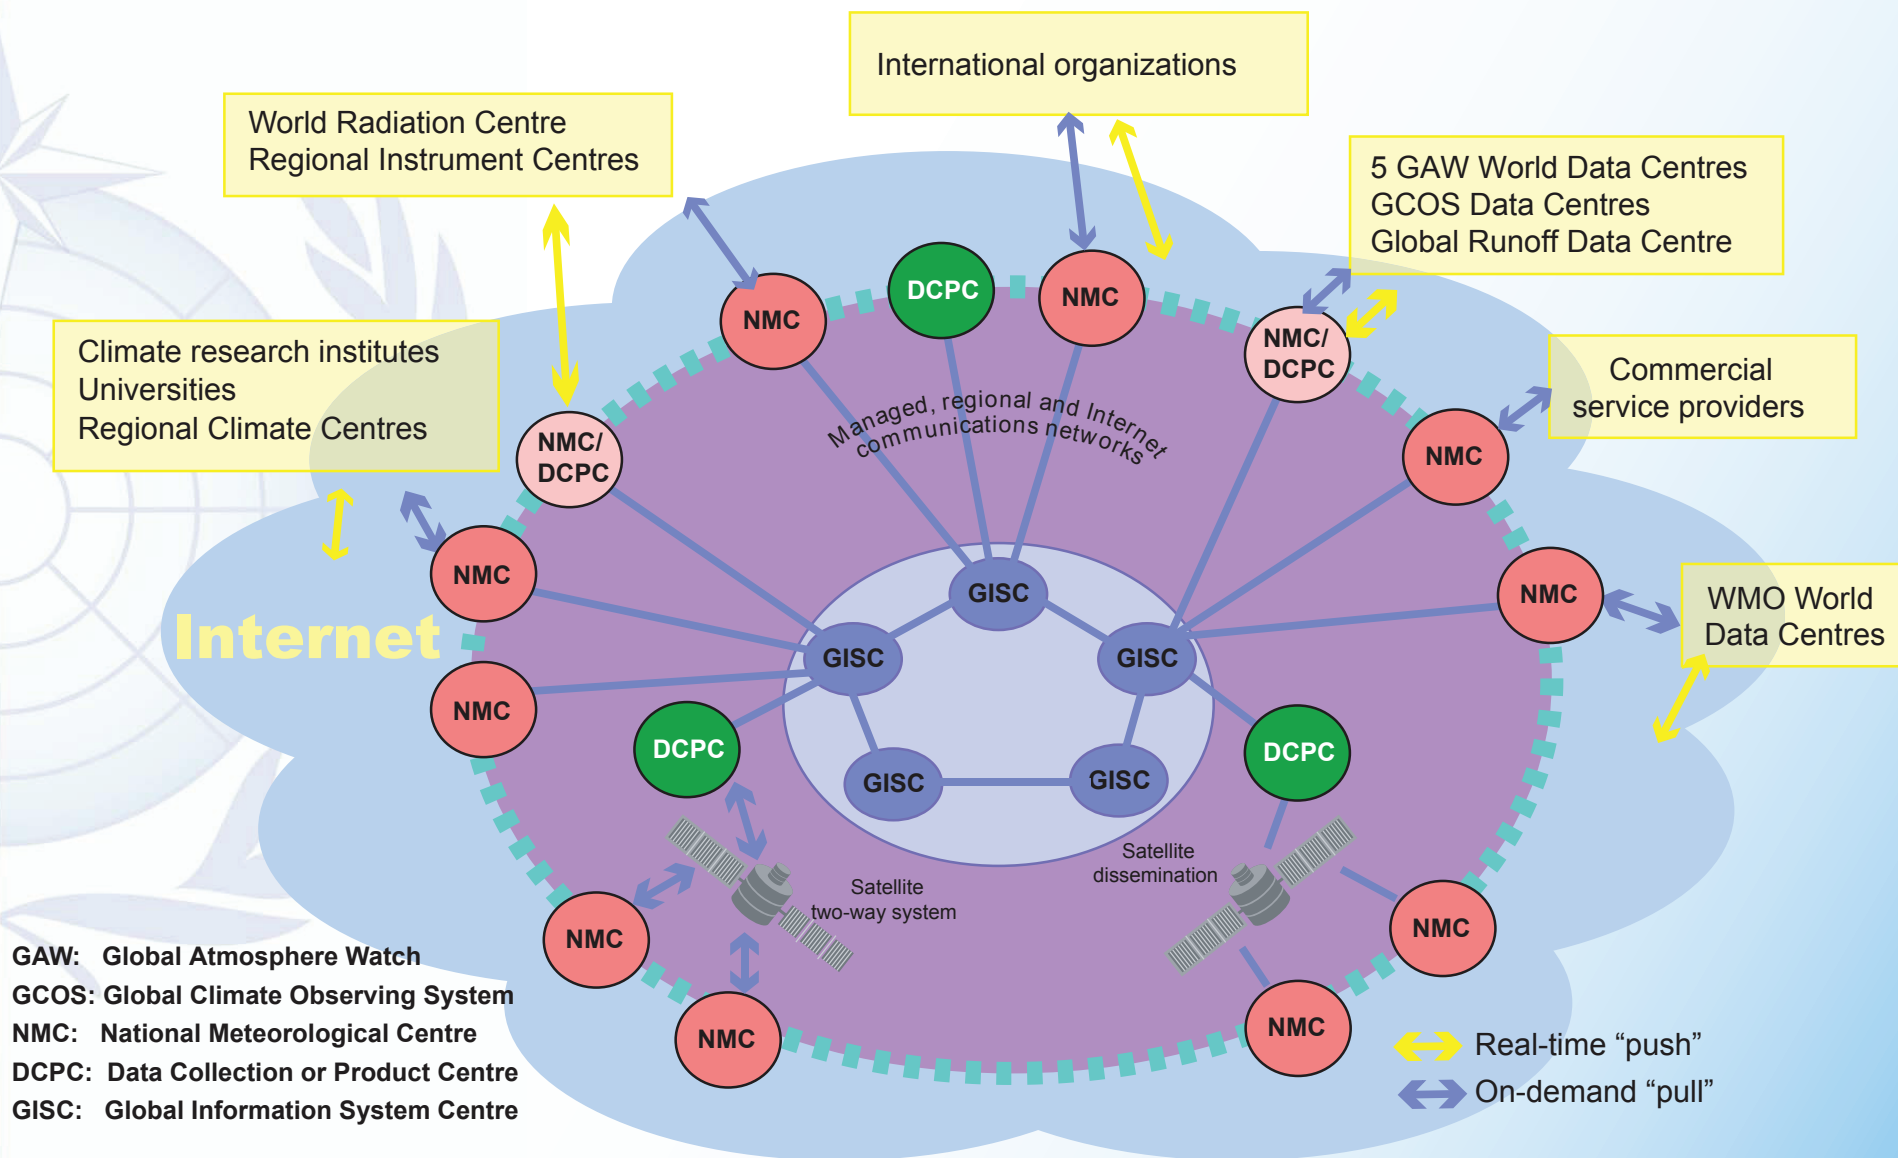 International organizations
World Radiation Centre
Regional Instrument Centres
5 GAW World Data Centres
GCOS Data Centres
Global Runoff Data Centre
Climate research institutes
Universities
Regional Climate Centres
Commercial
service providers
WMO World
Data Centres
DCPC
NMC
NMC
NMC/
DCPC
Managed, regional and Internet
communications networks
NMC/
DCPC
NMC
NMC
NMC
GISC
Internet
GISC
GISC
NMC
DCPC
DCPC
GISC
GISC
Satellite
dissemination
Satellite
two-way system
NMC
NMC
NMC
NMC
GAW: Global Atmosphere Watch
GCOS: Global Climate Observing System
NMC: National Meteorological Centre
DCPC: Data Collection or Product Centre
GISC: Global Information System Centre
Real-time “push”
On-demand “pull”